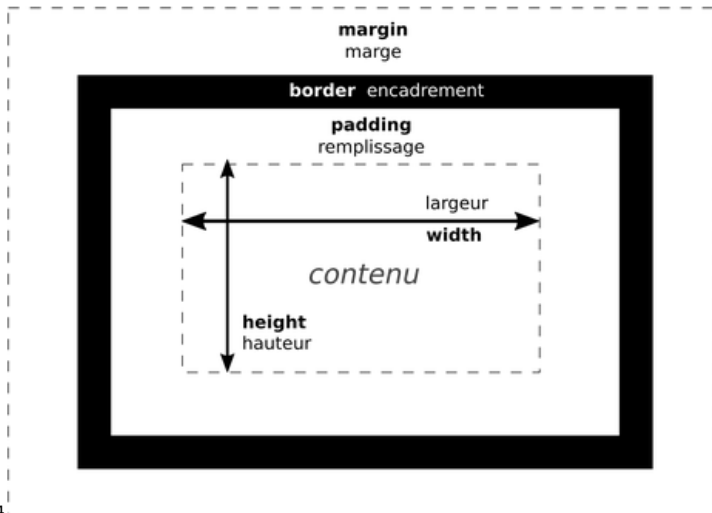 margin
marge
border encadrement
padding
remplissage
largeur
width
contenu
height
hauteur